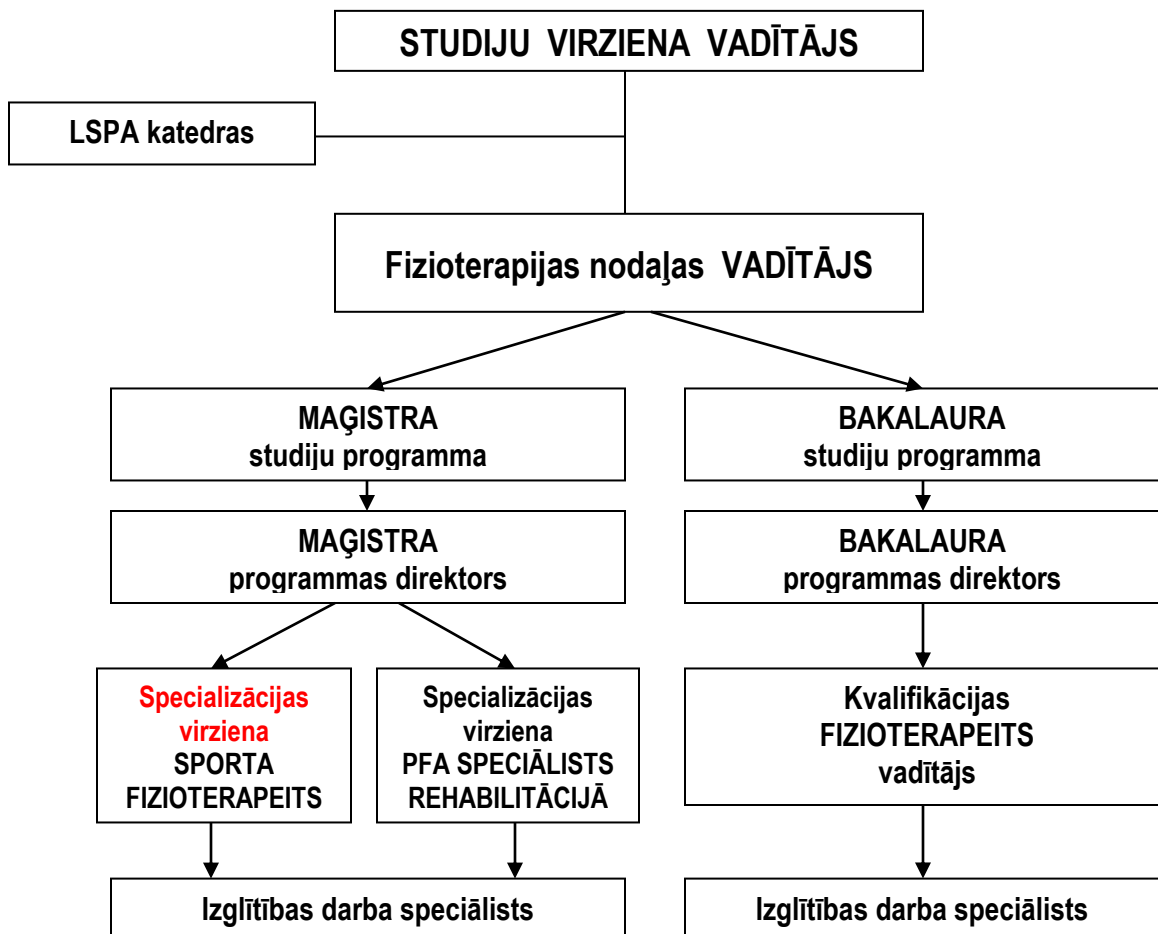 STUDIJU VIRZIENA VADĪTĀJS
LSPA katedras
Fizioterapijas nodaļas VADĪTĀJS
MAĢISTRA
studiju programma
BAKALAURA
studiju programma
MAĢISTRA
programmas direktors
BAKALAURA
programmas direktors
Specializācijas
virziena
SPORTA
FIZIOTERAPEITS
Specializācijas
virziena
PFA SPECIĀLISTS
REHABILITĀCIJĀ
Kvalifikācijas
FIZIOTERAPEITS
vadītājs
Izglītības darba speciālists
Izglītības darba speciālists